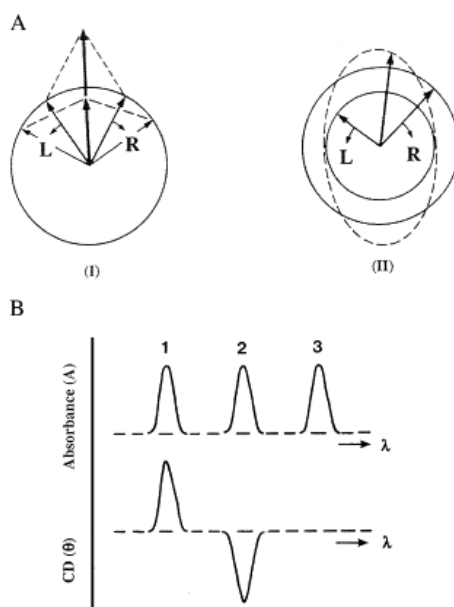 A
L R
(I)
L R
(II)
B
1 2 3
Absorbance (A)
λ
CD (θ)
λ